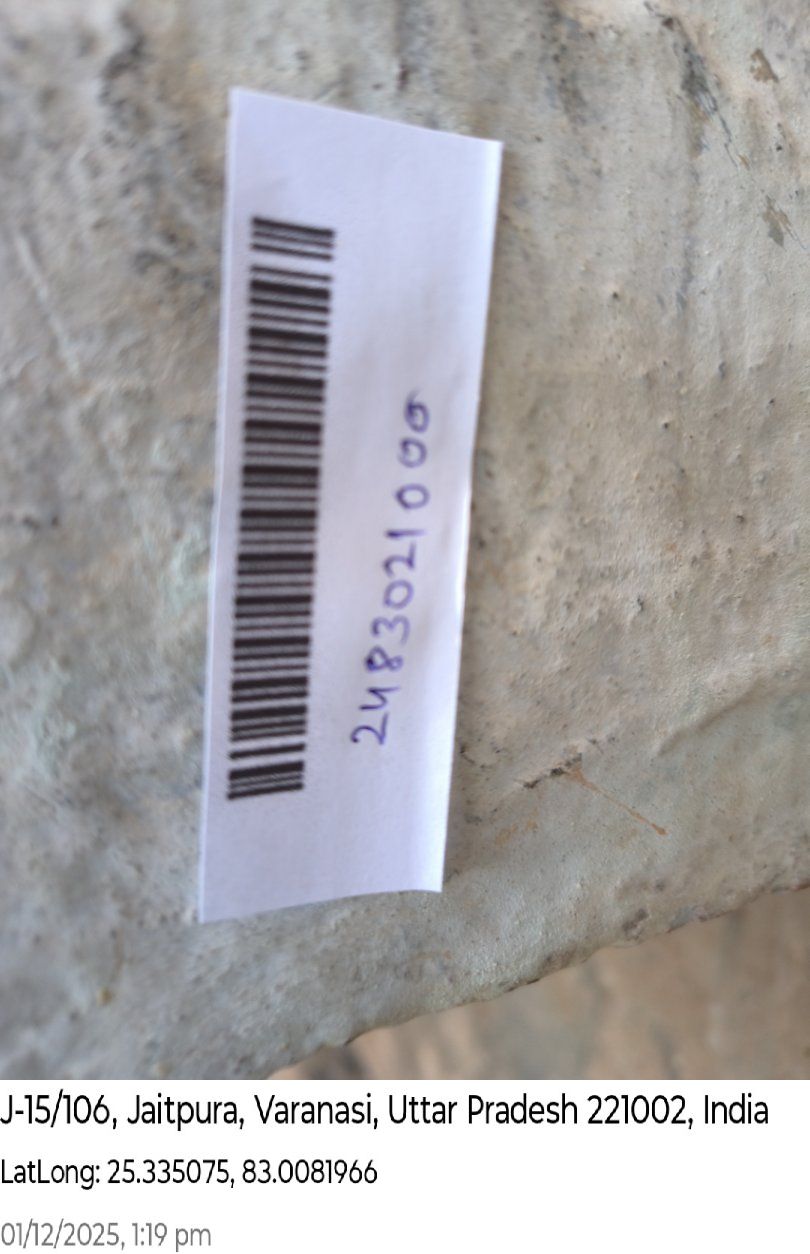 2483021000
J-15/106, Jaitpura, Varanasi, Uttar Pradesh 221002, India
LatLong: 25.335075, 83.0081966
01/12/2025, 1:19 pm